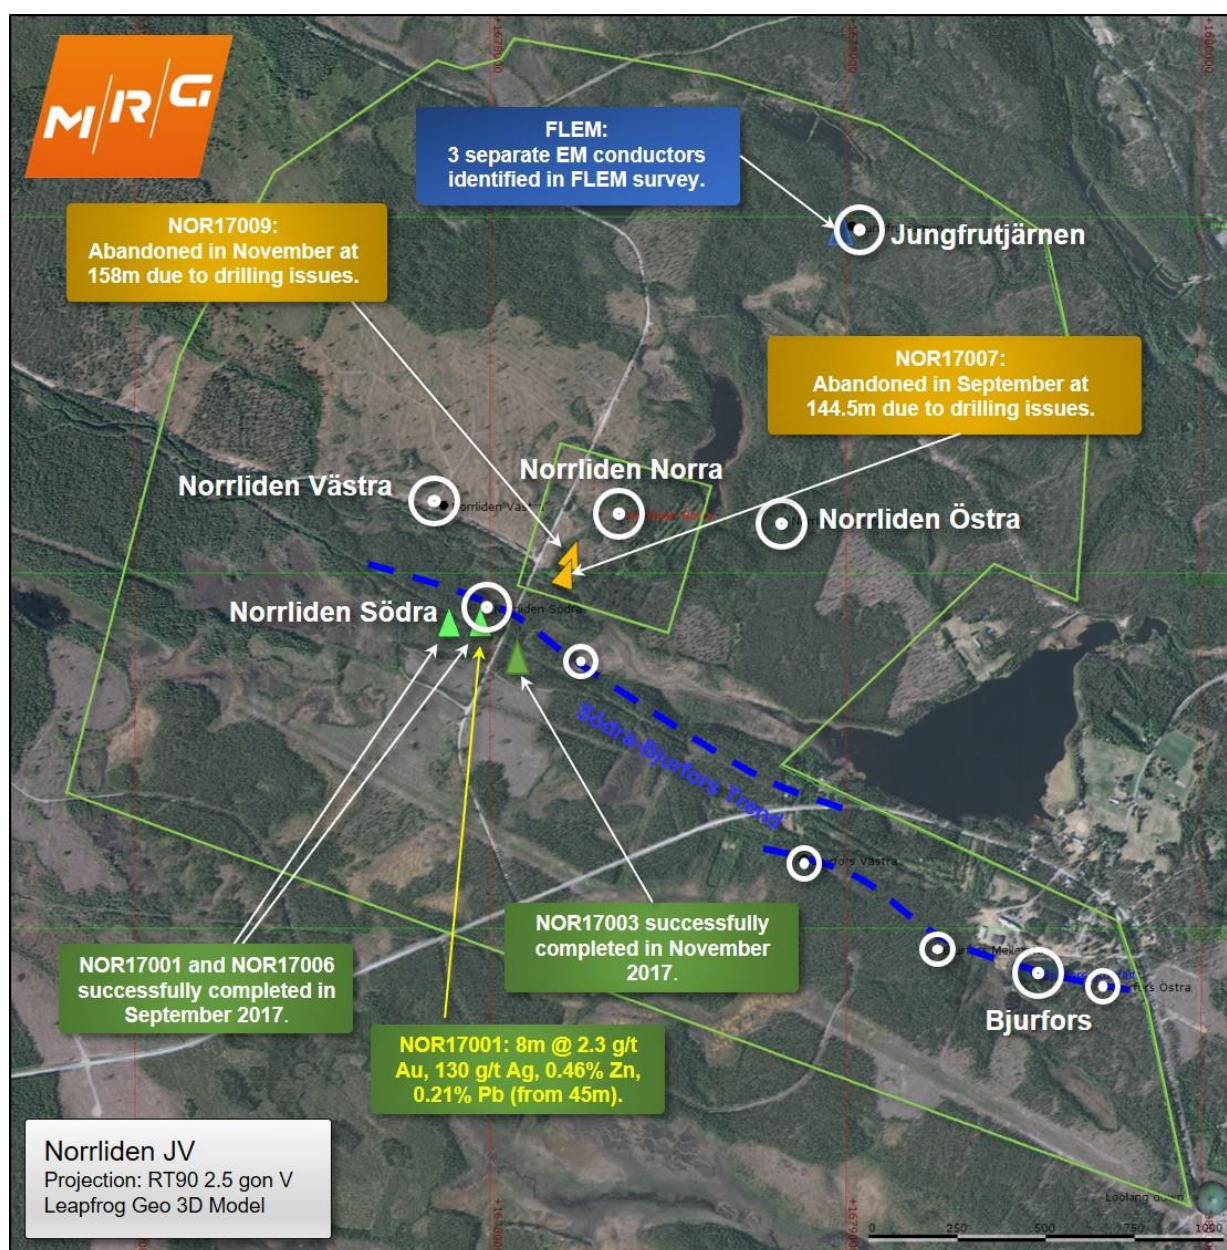 M/R/G
FLEM:
3 separate EM conductors
identified in FLEM survey.
Jungfrutjärnen
NOR17009:
Abandoned in November at
158m due to drilling issues.
NOR17007:
Abandoned in September at
144.5m due to drilling issues.
Norrliden Norra
Norrliden Västra
Norrliden Östra
Norrliden Södra
Norrliden Södra
Södra-Bjurfors Trend
NOR17003 successfully
completed in November
2017.
NOR17001 and NOR17006
successfully completed in
September 2017.
Bjurfors
NOR17001: 8m @ 2.3 g/t
Au, 130 g/t Ag, 0.46% Zn,
0.21% Pb (from 45m).
Norrliden JV
Projection: RT90 2.5 gon V
Leapfrog Geo 3D Model
Looking down
0 250 500 750 1000